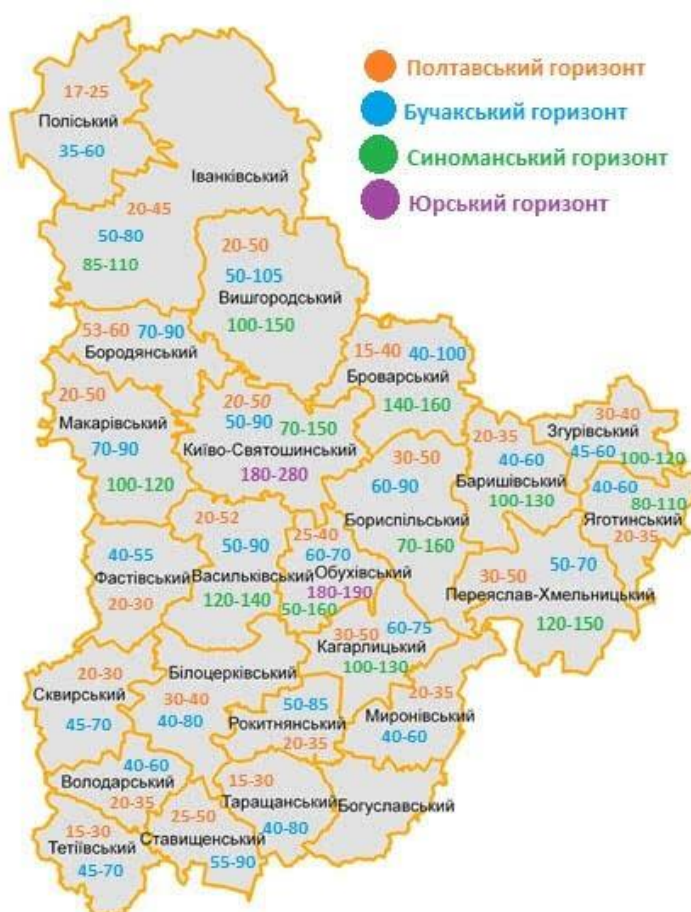 Полтавський горизонт
Бучакський горизонт
Синоманський горизонт
Юрський горизонт
17-25
Поліський
35-60
Іванківський
20-45
50-80
85-110
20-50
50-105
Вишгородський
100-150
53-60 70-90
Бородянський
15-40 40-100
Броварський
140-160
20-50
Макарівський
70-90
100-120
20-50
50-90 70-150
Києво-Святошинський
180-280
30-40
Згурівський
45-60 100-120
20-35
40-60
Баришівський
100-130
30-50
60-90
Бориспільський
70-160
40-60
80-110
Яготинський
20-35
40-55
Фастівський
20-30
20-52
50-90
Васильківський
120-140
25-40
60-70
Обухівський
180-190
50-160
50-70
30-50
Переяслав-Хмельницький
120-150
60-75
30-50
Кагарлицький
100-130
20-30
Сквирський
45-70
Білоцерківський
30-40
40-80
50-85
Рокитнянський
20-35
20-35
Миронівський
40-60
40-60
Володарський
20-35
15-30
Таращанський
40-80
Богуславський
15-30
Тетіївський
45-70
25-50
Ставищенський
55-90